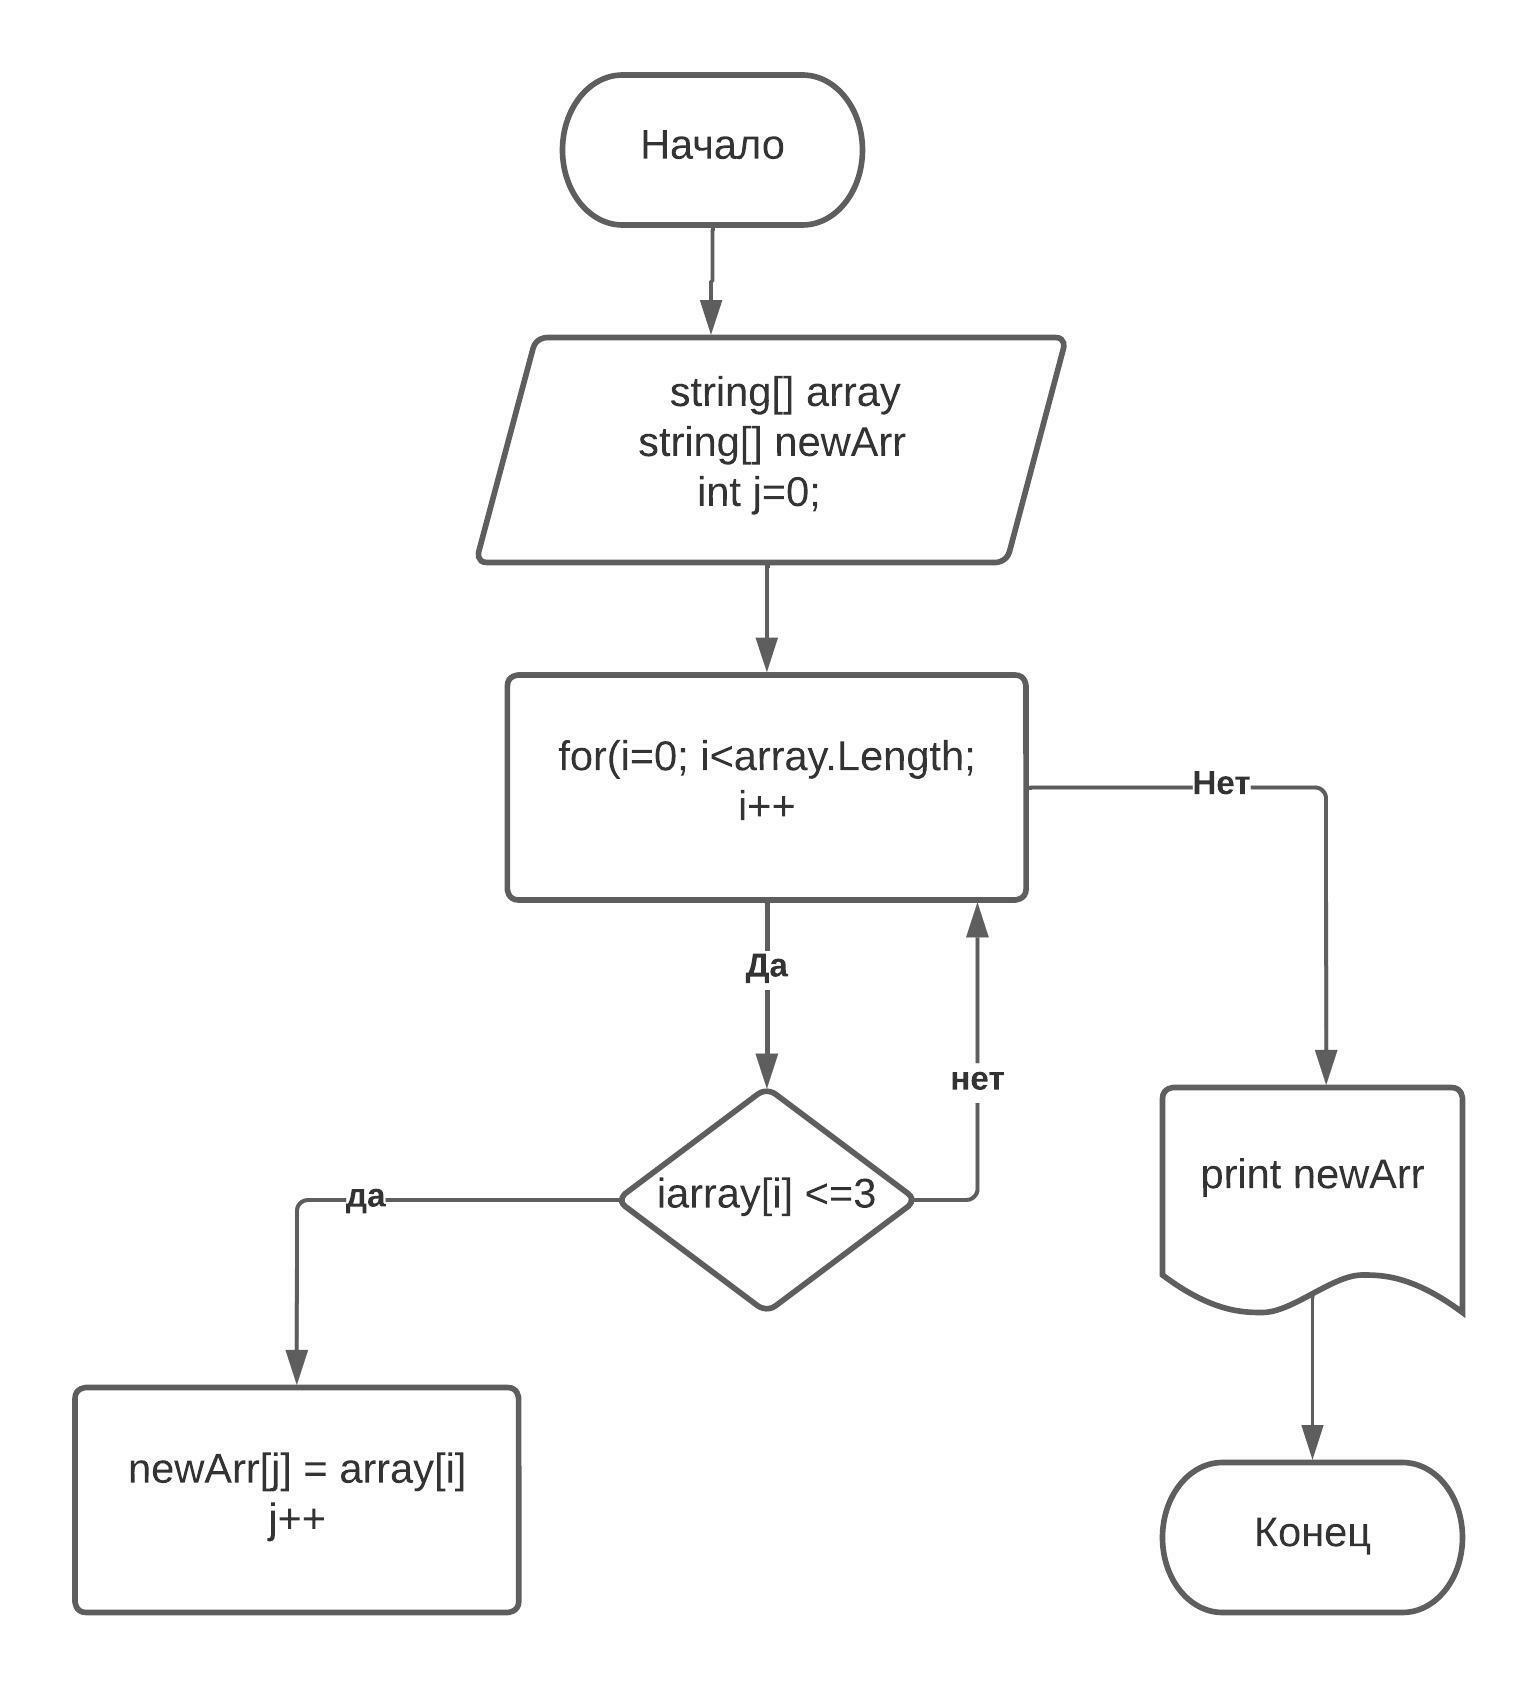 Начало
string[] array
string[] newArr
int j=0;
for(i=0; i<array.Length;
i++
Нет
Да
нет
да
iarray[i] <=3
print newArr
newArr[j] = array[i]
j++
Конец